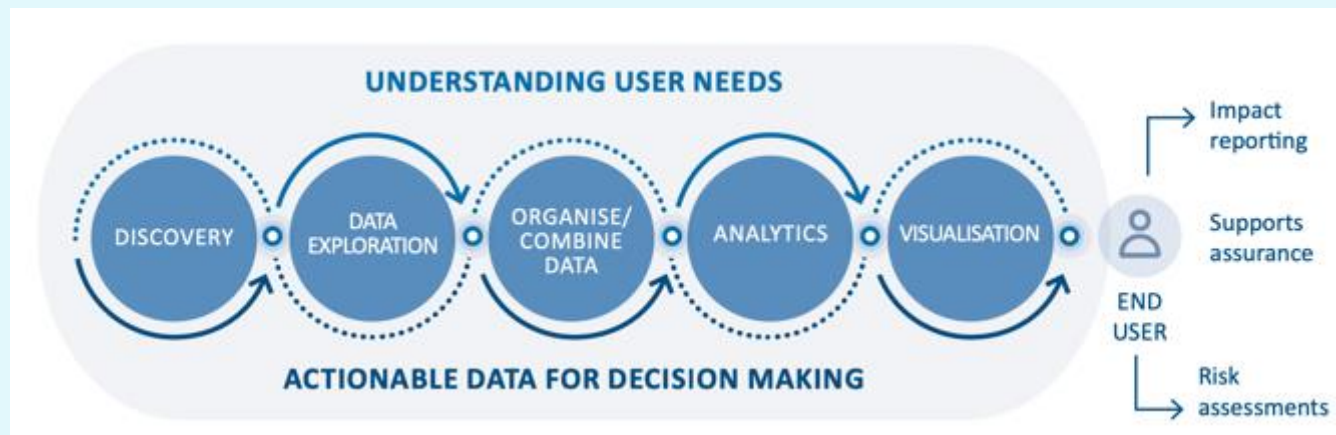 UNDERSTANDING USER NEEDS
DISCOVERY
DATA
EXPLORATION
ORGANISE/
COMBINE
DATA
ANALYTICS
VISUALISATION
ACTIONABLE DATA FOR DECISION MAKING
END
USER
Impact
reporting
Supports
assurance
Risk
assessments